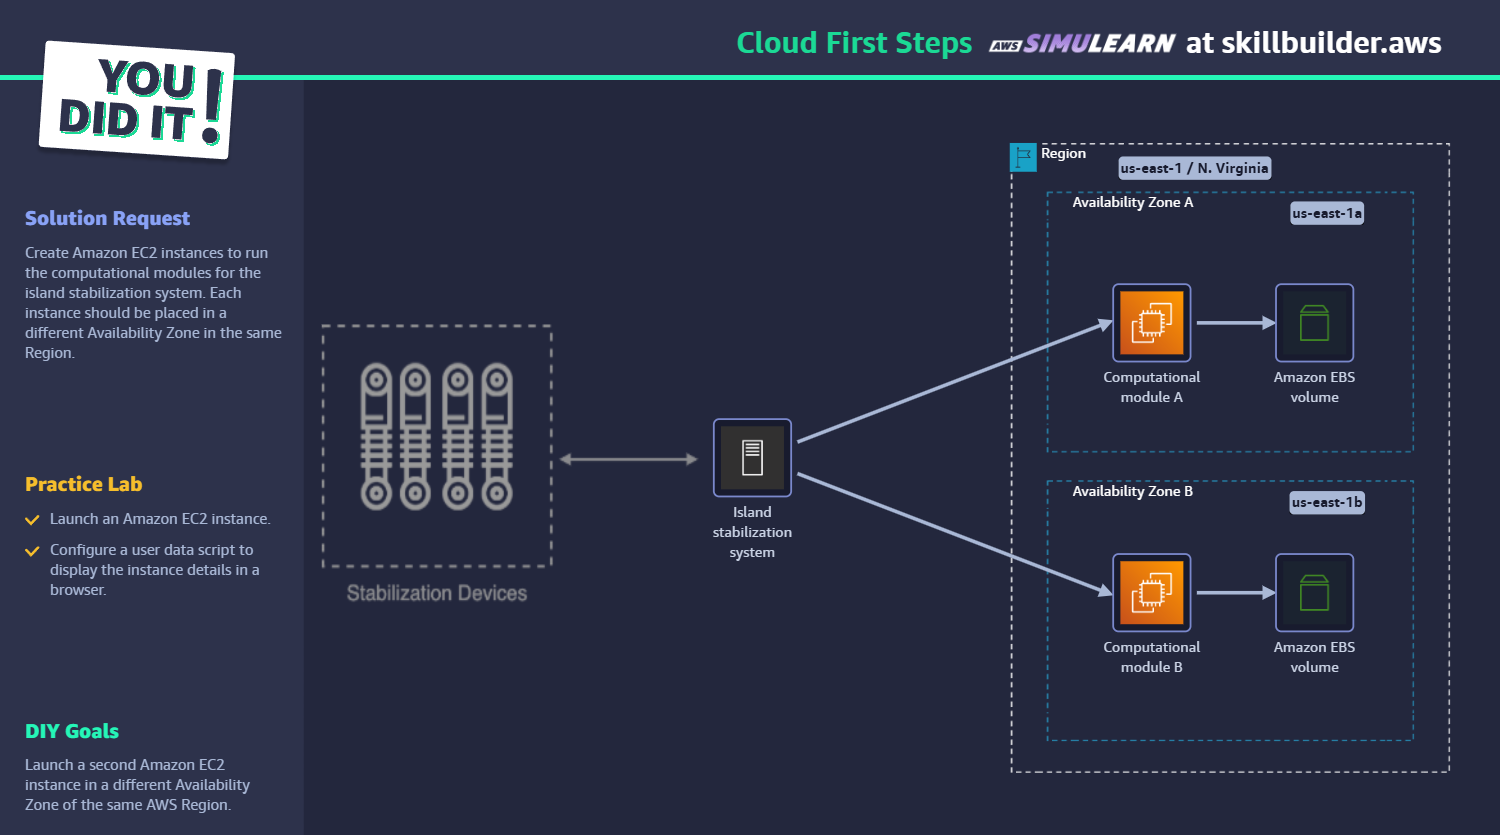 Cloud First Steps AWS SIMULEARN at skillbuilder.aws
YOU
DID IT!
Solution Request
Create Amazon EC2 instances to run
the computational modules for the
island stabilization system. Each
instance should be placed in a
different Availability Zone in the same
Region.
Practice Lab
Launch an Amazon EC2 instance.
Configure a user data script to
display the instance details in a
browser.
DIY Goals
Launch a second Amazon EC2
instance in a different Availability
Zone of the same AWS Region.
Stabilization Devices
Island
stabilization
system
Region
us-east-1 / N. Virginia
Availability Zone A
us-east-1a
Computational
module A
Amazon EBS
volume
Availability Zone B
us-east-1b
Computational
module B
Amazon EBS
volume